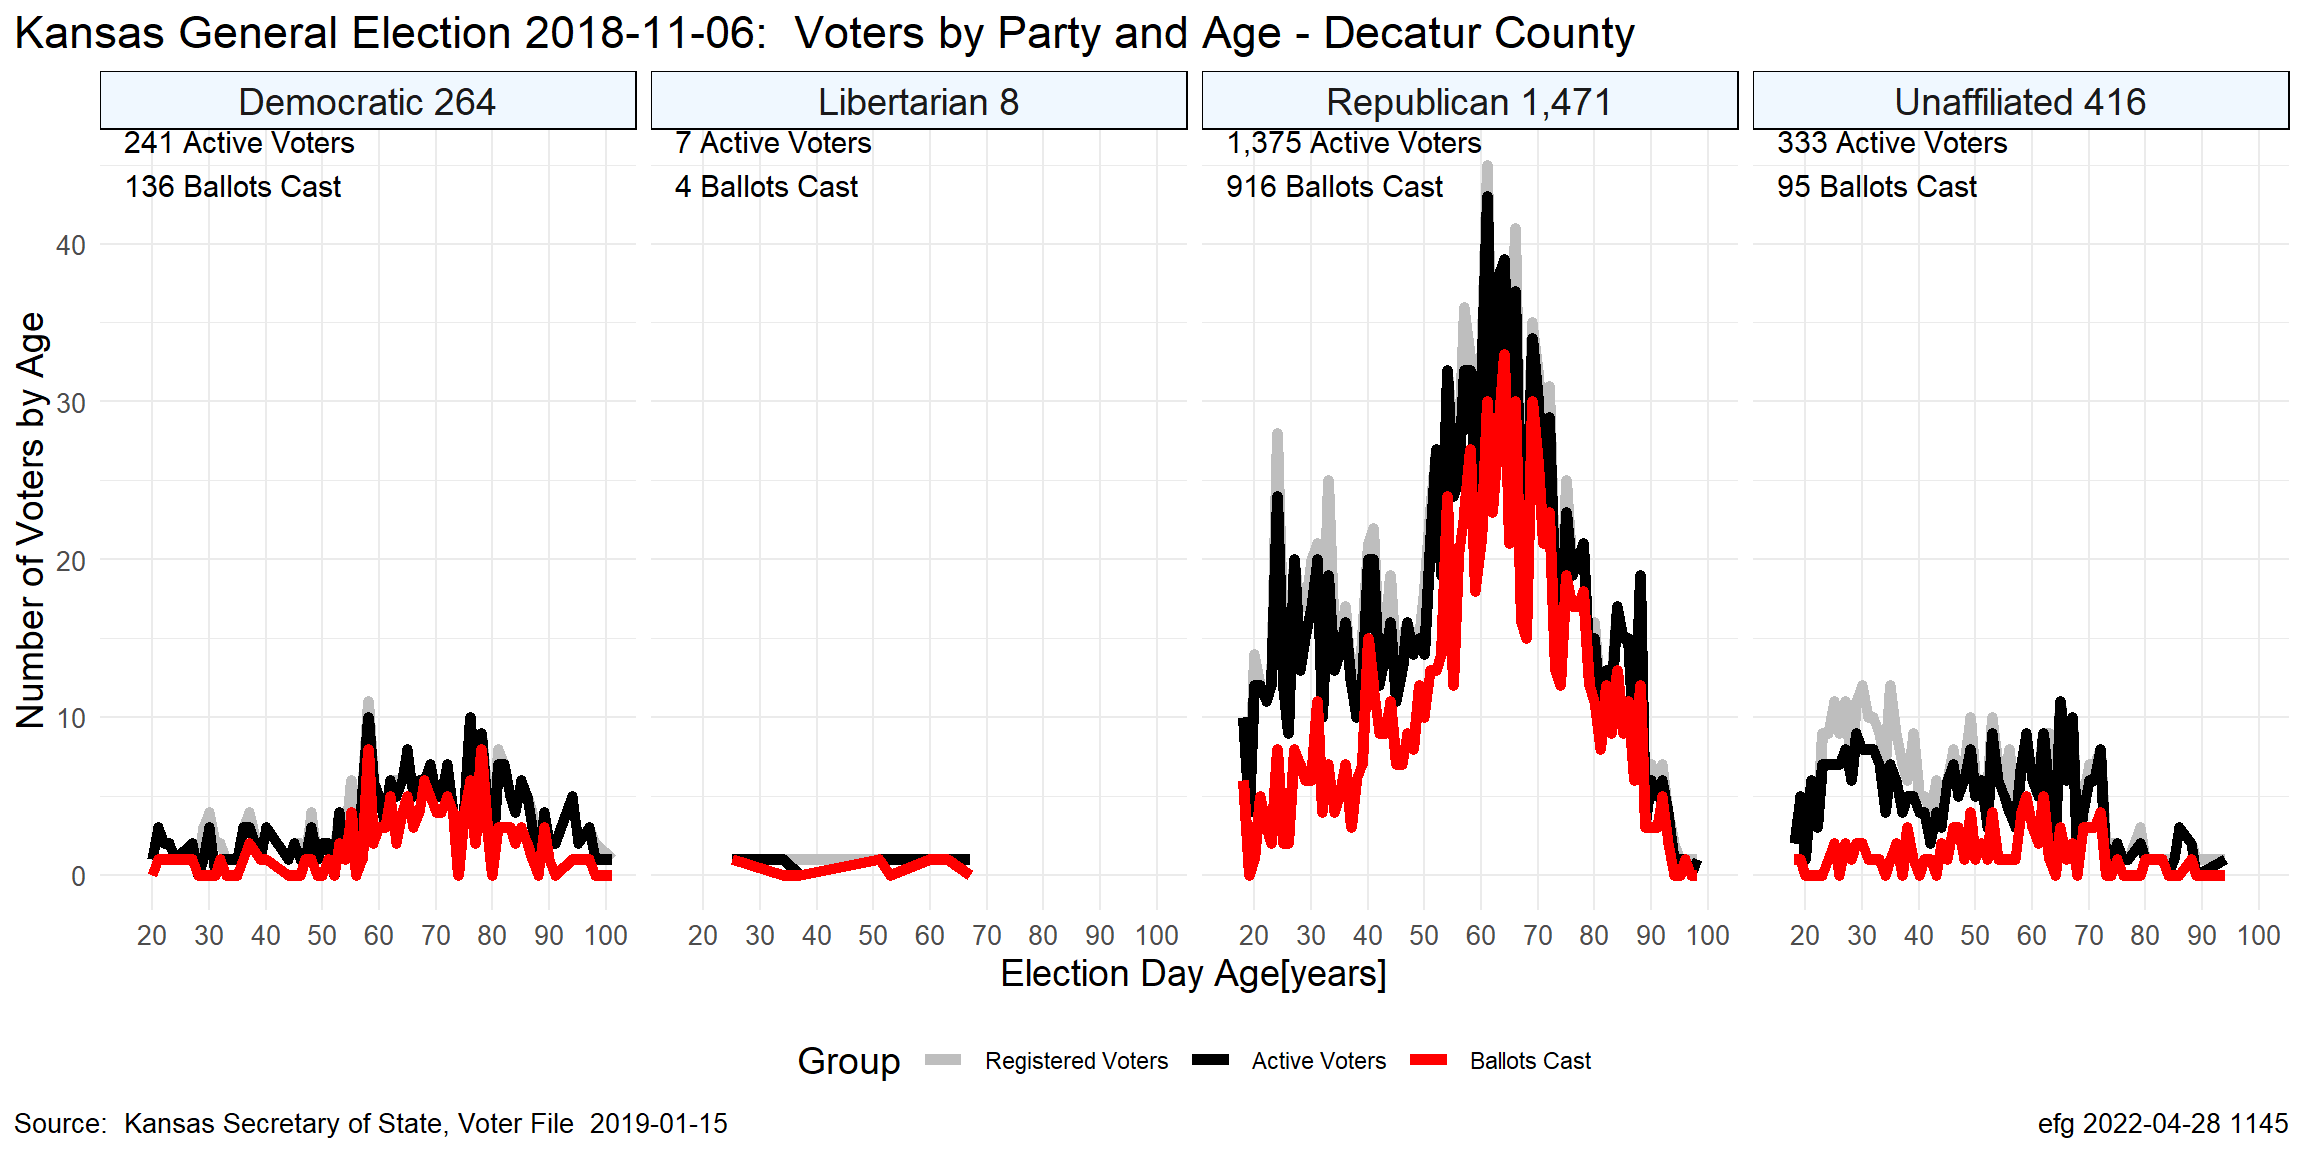 Kansas General Election 2018-11-06:  Voters by Party and Age - Decatur County
Democratic 264
Libertarian 8
Republican 1,471
Unaffiliated 416
241 Active Voters
136 Ballots Cast
7 Active Voters
4 Ballots Cast
1,375 Active Voters
916 Ballots Cast
333 Active Voters
95 Ballots Cast
Number of Voters by Age
40
30
20
10
0
20 30 40 50 60 70 80 90 100
20 30 40 50 60 70 80 90 100
20 30 40 50 60 70 80 90 100
20 30 40 50 60 70 80 90 100
Election Day Age[years]
Group Registered Voters Active Voters Ballots Cast
Source:  Kansas Secretary of State, Voter File  2019-01-15
efg 2022-04-28 1145